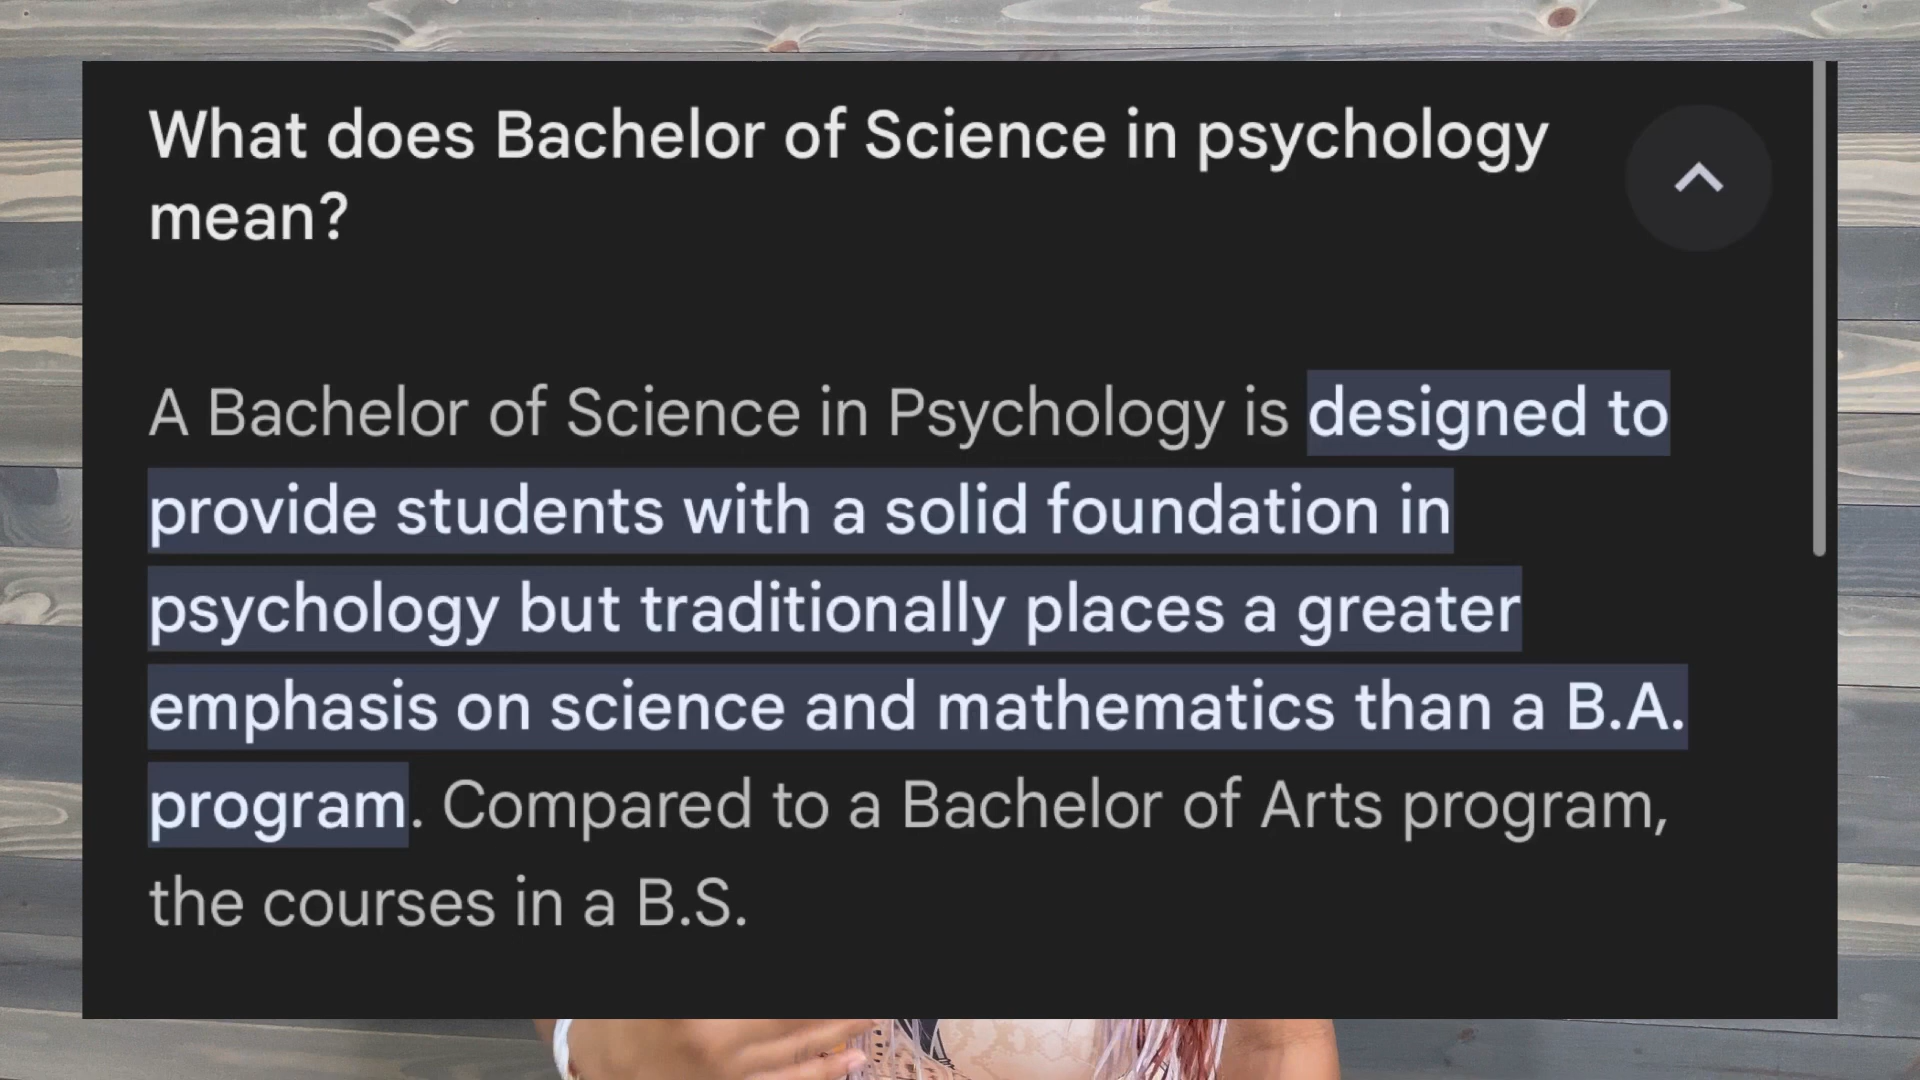 What does Bachelor of Science in psychology
mean?
A Bachelor of Science in Psychology is designed to
provide students with a solid foundation in
psychology but traditionally places a greater
emphasis on science and mathematics than a B.A.
program. Compared to a Bachelor of Arts program,
the courses in a B.S.